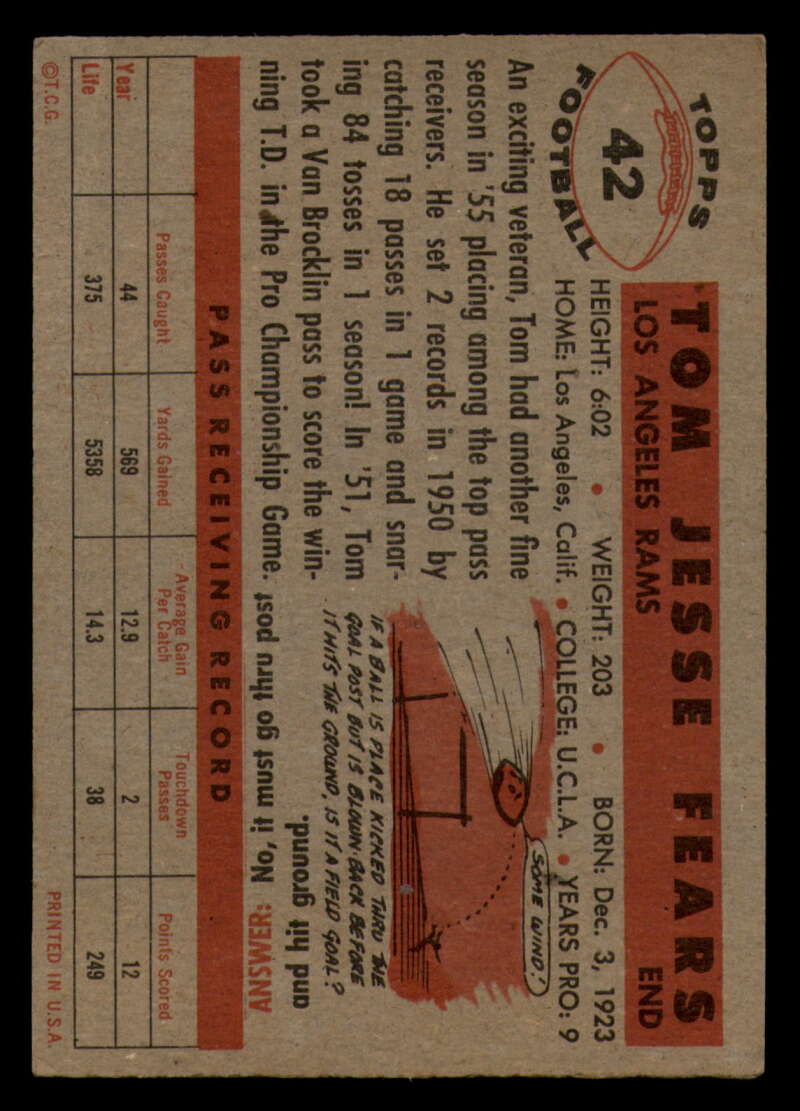 TOPPS
42
FOOTBALL
TOM JESSE FEARS
LOS ANGELES RAMS END
HEIGHT: 6:02 • WEIGHT: 203 • BORN: Dec. 3, 1923
HOME: Los Angeles, Calif. • COLLEGE: U.C.L.A. • YEARS PRO: 9
An exciting veteran, Tom had another fine
season in '55 placing among the top pass
receivers. He set 2 records in 1950 by
catching 18 passes in 1 game and snar-
ing 84 tosses in 1 season! In '51, Tom
took a Van Brocklin pass to score the win-
ning T.D. in the Pro Championship Game.
SOME WIND!
IF A BALL IS PLACE KICKED THRU THE
GOAL POST BUT IS BLOWN BACK BEFORE
IT HITS THE GROUND, IS IT A FIELD GOAL?
ANSWER: No, it must go thru post
and hit ground.
PASS RECEIVING RECORD
Passes Caught Yards Gained Average Gain Per Catch Touchdown Passes Points Scored
Year 44 569 12.9 2 12
Life 375 5358 14.3 38 249
©T.C.G. PRINTED IN U.S.A.